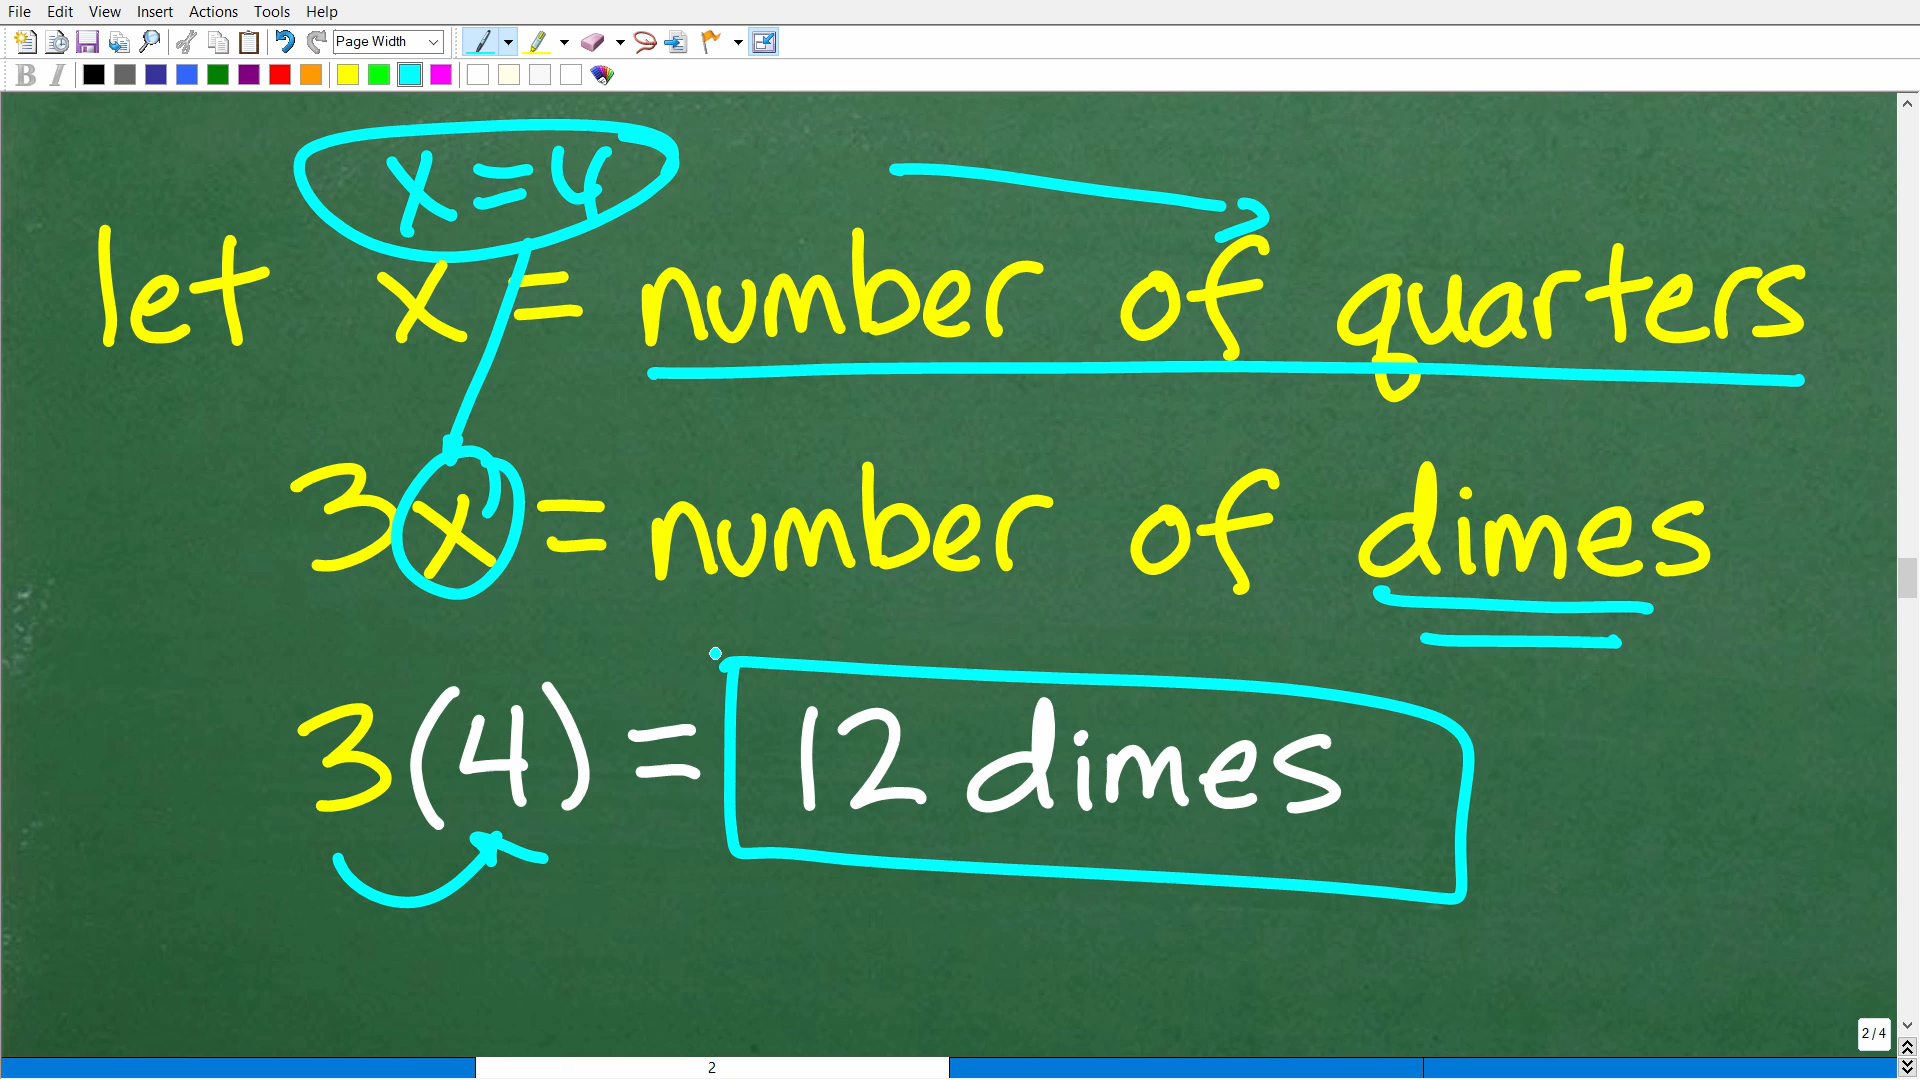 File Edit View Insert Actions Tools Help
Page Width
B I
x = 4
let x = number of quarters
3x = number of dimes
3(4) = 12 dimes
2 / 4
2